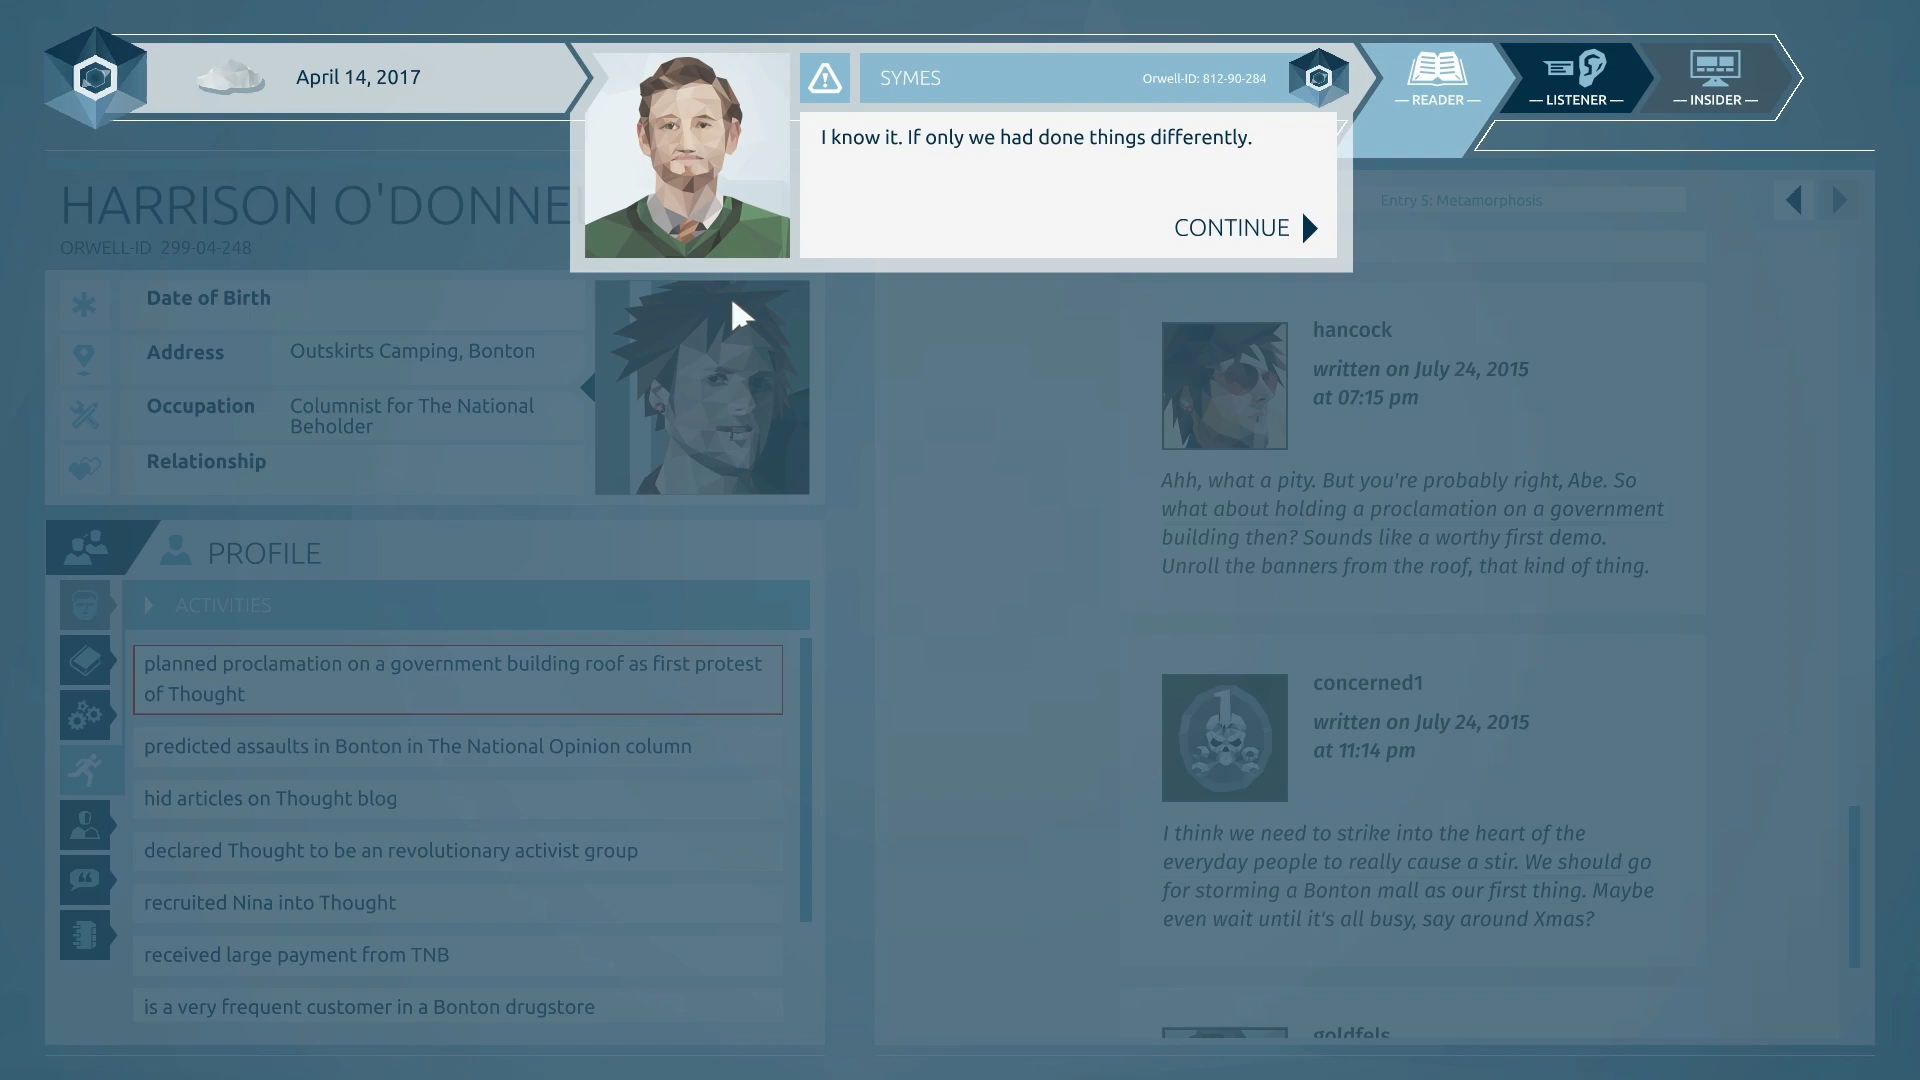 April 14, 2017
SYMES
Orwell-ID: 812-90-284
I know it. If only we had done things differently.
CONTINUE
READER
LISTENER
INSIDER
HARRISON O'DONNE
ORWELL-ID 299-04-248
Date of Birth
Address
Outskirts Camping, Bonton
Occupation
Columnist for The National
Beholder
Relationship
PROFILE
ACTIVITIES
planned proclamation on a government building roof as first protest
of Thought
predicted assaults in Bonton in The National Opinion column
hid articles on Thought blog
declared Thought to be an revolutionary activist group
recruited Nina into Thought
received large payment from TNB
is a very frequent customer in a Bonton drugstore
Entry 5: Metamorphosis
hancock
written on July 24, 2015
at 07:15 pm
Ahh, what a pity. But you're probably right, Abe. So
what about holding a proclamation on a government
building then? Sounds like a worthy first demo.
Unroll the banners from the roof, that kind of thing.
concerned1
written on July 24, 2015
at 11:14 pm
I think we need to strike into the heart of the
everyday people to really cause a stir. We should go
for storming a Bonton mall as our first thing. Maybe
even wait until it's all busy, say around Xmas?
goldfels